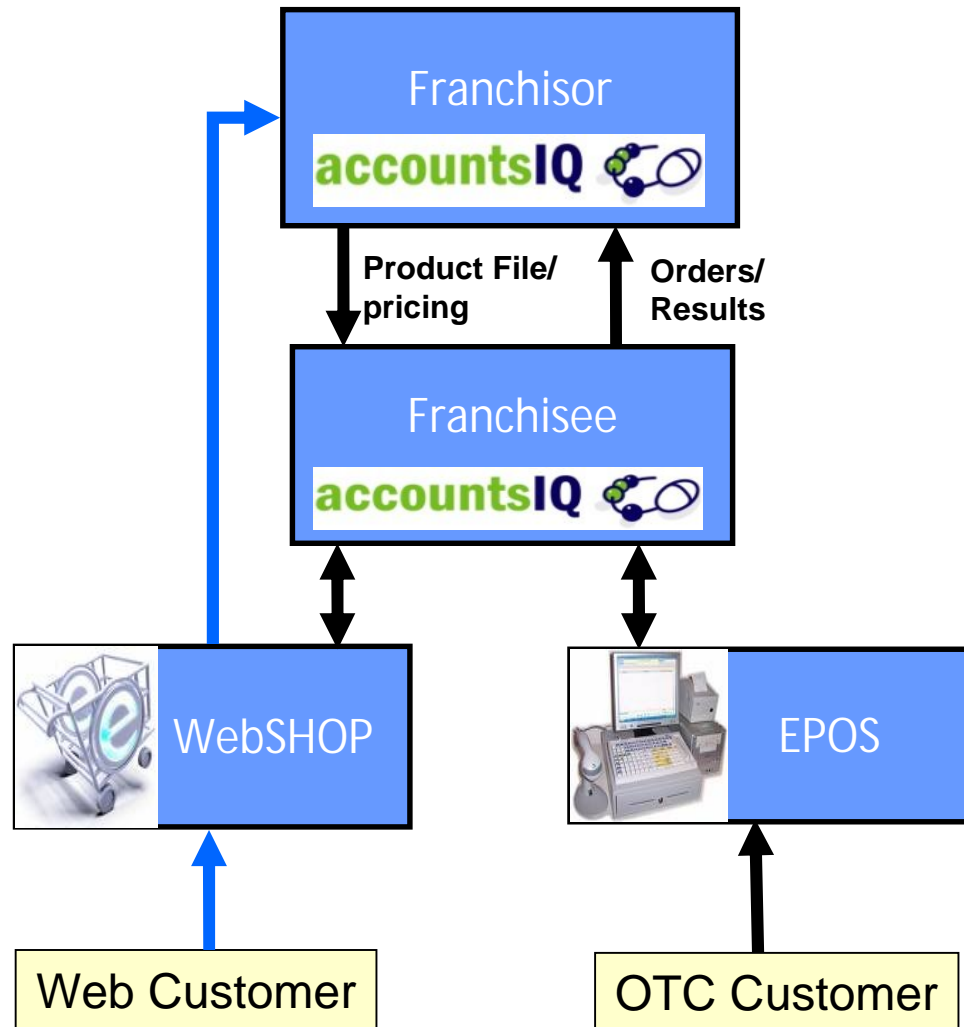 Franchisor
accountsIQ
Product File/
pricing
Orders/
Results
Franchisee
accountsIQ
WebSHOP
EPOS
Web Customer
OTC Customer